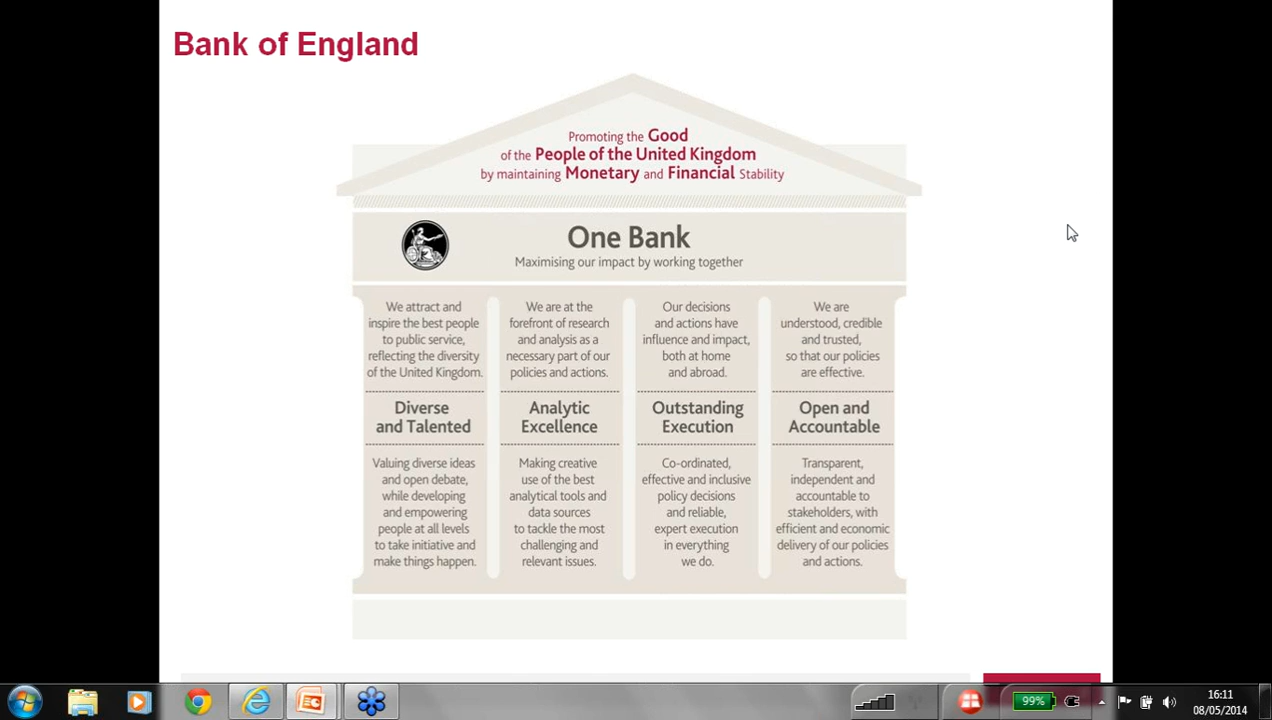 Bank of England
Promoting the Good
of the People of the United Kingdom
by maintaining Monetary and Financial Stability
One Bank
Maximising our impact by working together
We attract and
inspire the best people
to public service,
reflecting the diversity
of the United Kingdom.
Diverse
and Talented
Valuing diverse ideas
and open debate,
while developing
and empowering
people at all levels
to take initiative and
make things happen.
We are at the
forefront of research
and analysis as a
necessary part of our
policies and actions.
Analytic
Excellence
Making creative
use of the best
analytical tools and
data sources
to tackle the most
challenging and
relevant issues.
Our decisions
and actions have
influence and impact,
both at home
and abroad.
Outstanding
Execution
Co-ordinated,
effective and inclusive
policy decisions
and reliable,
expert execution
in everything
we do.
We are
understood, credible
and trusted,
so that our policies
are effective.
Open and
Accountable
Transparent,
independent and
accountable to
stakeholders, with
efficient and economic
delivery of our policies
and actions.
99%
16:11
08/05/2014